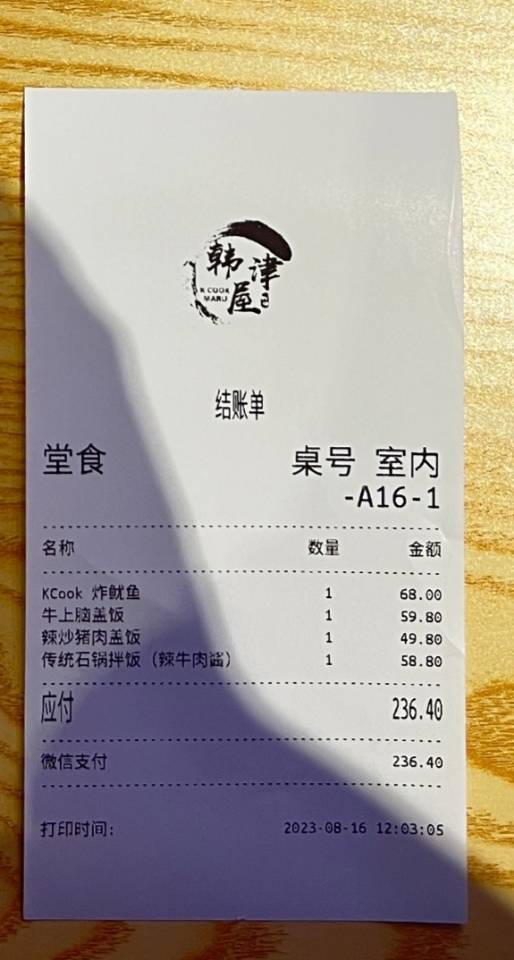 韩津
K COOK
MARU
屋
结账单
堂食 桌号 室内
-A16-1
名称 数量 金额
KCook 炸鱿鱼 1 68.00
牛上脑盖饭 1 59.80
辣炒猪肉盖饭 1 49.80
传统石锅拌饭（辣牛肉酱） 1 58.80
应付 236.40
微信支付 236.40
打印时间: 2023-08-16 12:03:05